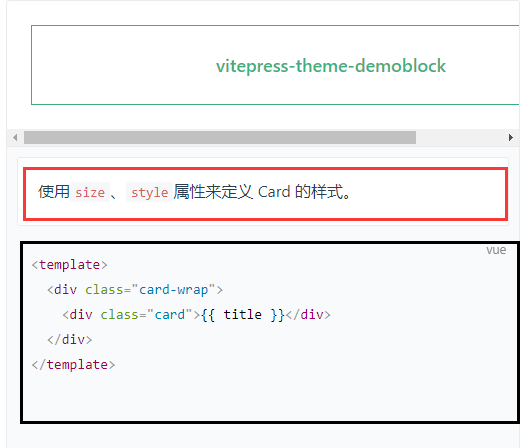 vitepress-theme-demoblock
使用 size 、 style 属性来定义 Card 的样式。
vue
<template>
  <div class="card-wrap">
    <div class="card">{{ title }}</div>
  </div>
</template>